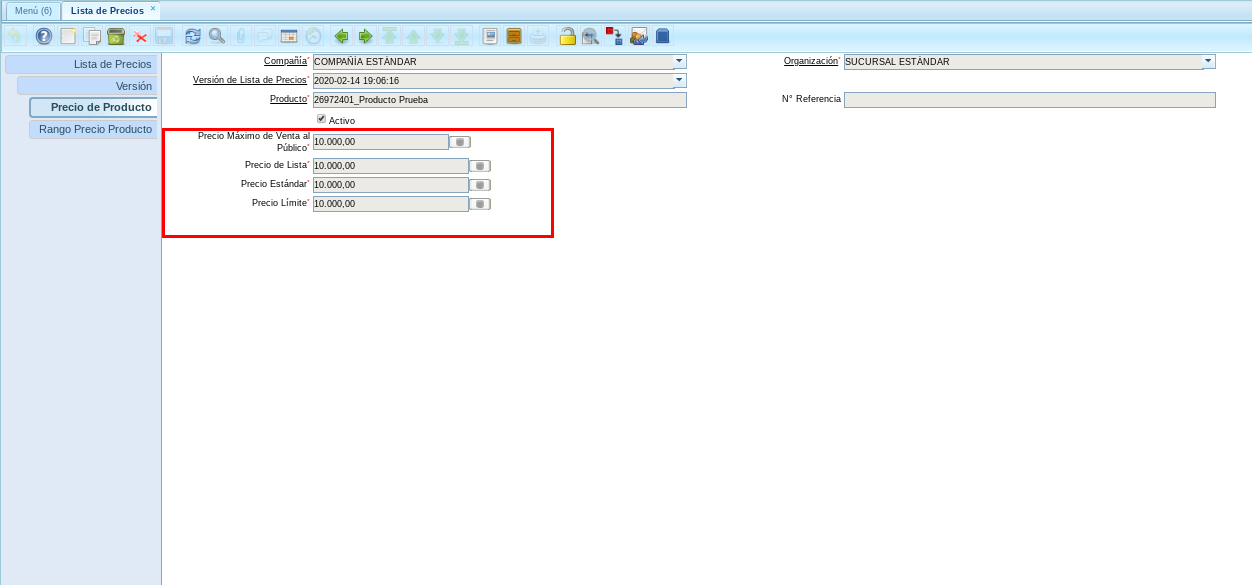 Menú (6)
Lista de Precios ×
Lista de Precios
Versión
Precio de Producto
Rango Precio Producto
Compañía* COMPAÑÍA ESTÁNDAR
Organización* SUCURSAL ESTÁNDAR
Versión de Lista de Precios* 2020-02-14 19:06:16
Producto* 26972401_Producto Prueba
N° Referencia
Activo
Precio Máximo de Venta al
Público* 10.000,00
Precio de Lista* 10.000,00
Precio Estándar* 10.000,00
Precio Límite* 10.000,00